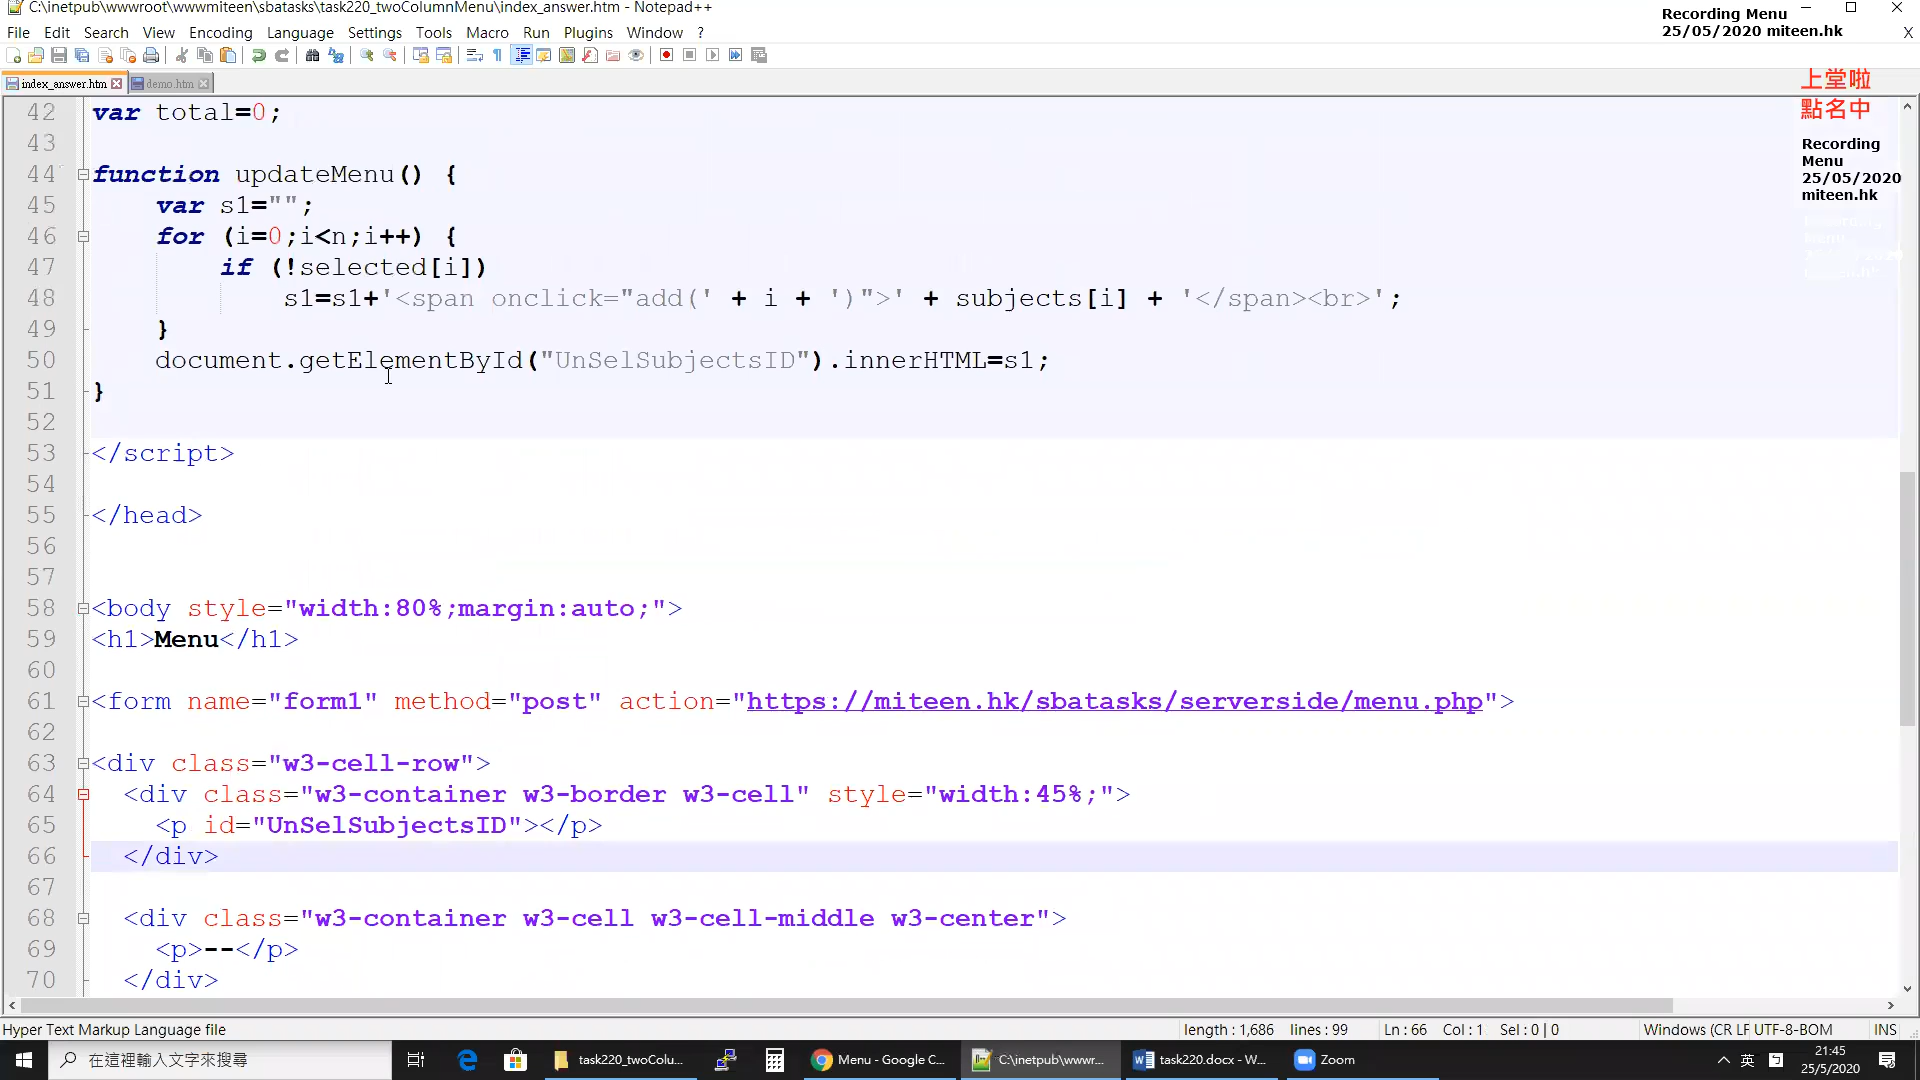 C:\inetpub\wwwroot\wwwmiteen\sbatasks\task220_twoColumnMenu\index_answer.htm - Notepad++
File Edit Search View Encoding Language Settings Tools Macro Run Plugins Window ?
Recording Menu
25/05/2020 miteen.hk
X
index_answer.htm
demo.htm
上堂啦
點名中
Recording
Menu
25/05/2020
miteen.hk
42 var total=0;
43
44 function updateMenu() {
45 var s1="";
46 for (i=0;i<n;i++) {
47 if (!selected[i])
48 s1=s1+'<span onclick="add(' + i + ')">' + subjects[i] + '</span><br>';
49 }
50 document.getElementById("UnSelSubjectsID").innerHTML=s1;
51 }
52
53 </script>
54
55 </head>
56
57
58 <body style="width:80%;margin:auto;">
59 <h1>Menu</h1>
60
61 <form name="form1" method="post" action="https://miteen.hk/sbatasks/serverside/menu.php">
62
63 <div class="w3-cell-row">
64 <div class="w3-container w3-border w3-cell" style="width:45%;">
65 <p id="UnSelSubjectsID"></p>
66 </div>
67
68 <div class="w3-container w3-cell w3-cell-middle w3-center">
69 <p>--</p>
70 </div>
Hyper Text Markup Language file length : 1,686 lines : 99 Ln : 66 Col : 1 Sel : 0 | 0 Windows (CR LF UTF-8-BOM INS
在這裡輸入文字來搜尋
task220_twoColu...
Menu - Google C...
C:\inetpub\wwwr...
task220.docx - W...
Zoom
英
21:45
25/5/2020